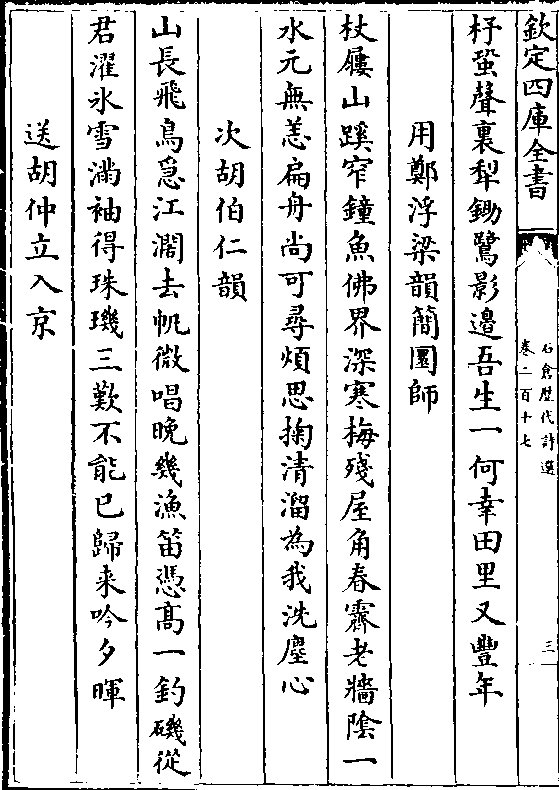 欽定四庫全書
石倉歷代詩選
卷二百十七
三
杼蛩聲裏犁鋤鷺影邉吾生一何幸田里又豐年
用鄭浮梁韻簡圜師
杖屨山蹊窄鐘魚佛界深寒梅殘屋角春霽老牆隂一
水元無恙扁舟尚可尋煩思掬清溜為我洗塵心
次胡伯仁韻
山長飛鳥急江濶去帆微唱晚幾漁笛憑髙一釣磯從
君濯氷雪滿袖得珠璣三歎不能已歸来吟夕暉
送胡仲立入京